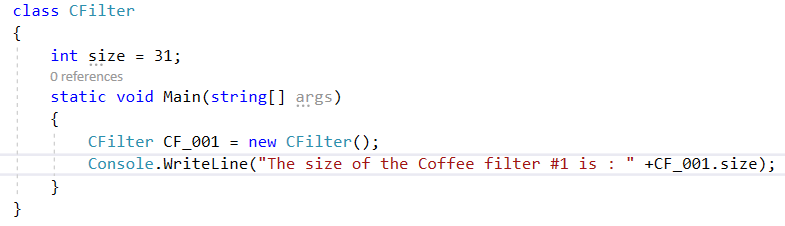 class CFilter
{
int size = 31;
0 references
static void Main(string[] args)
{
CFilter CF_001 = new CFilter();
Console.WriteLine("The size of the Coffee filter #1 is : " +CF_001.size);
}
}